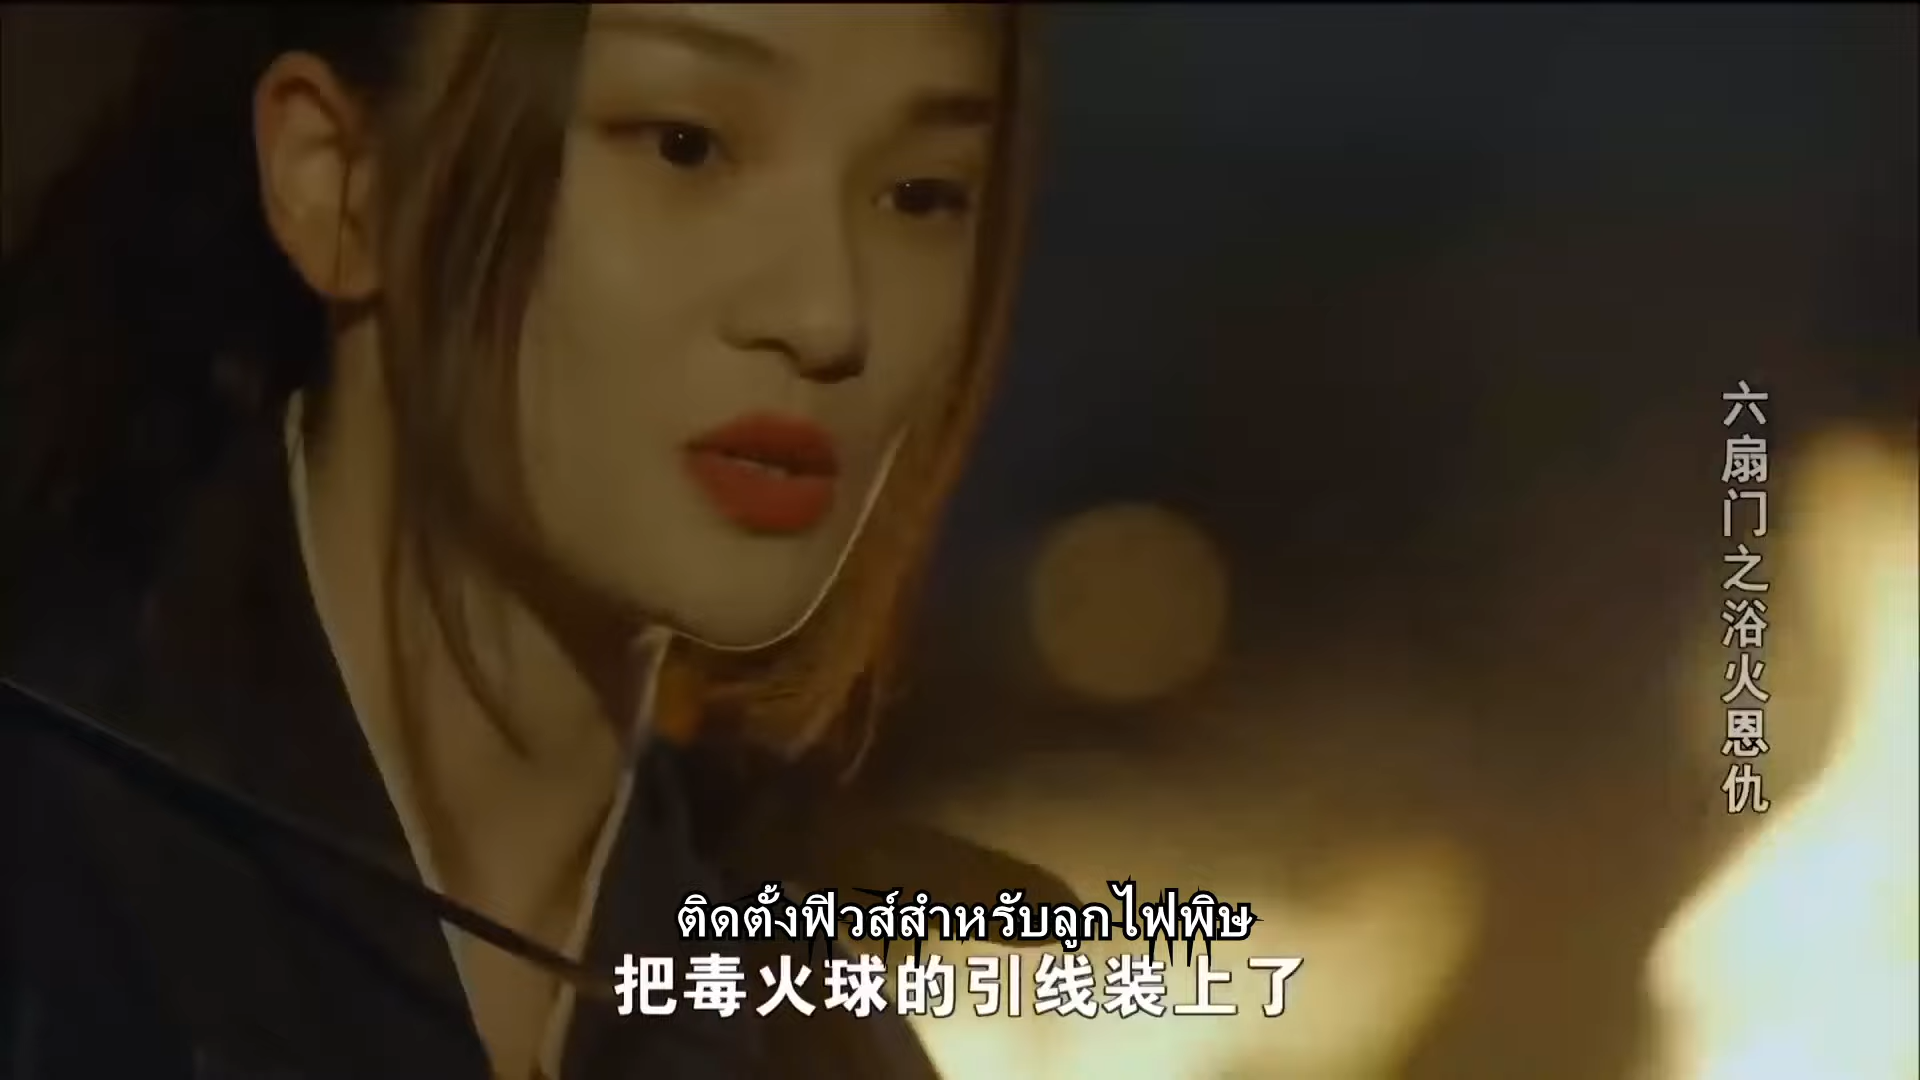 六扇门之浴火恩仇
ติดตั้งฟิวส์สำหรับลูกไฟพิษ
把毒火球的引线装上了